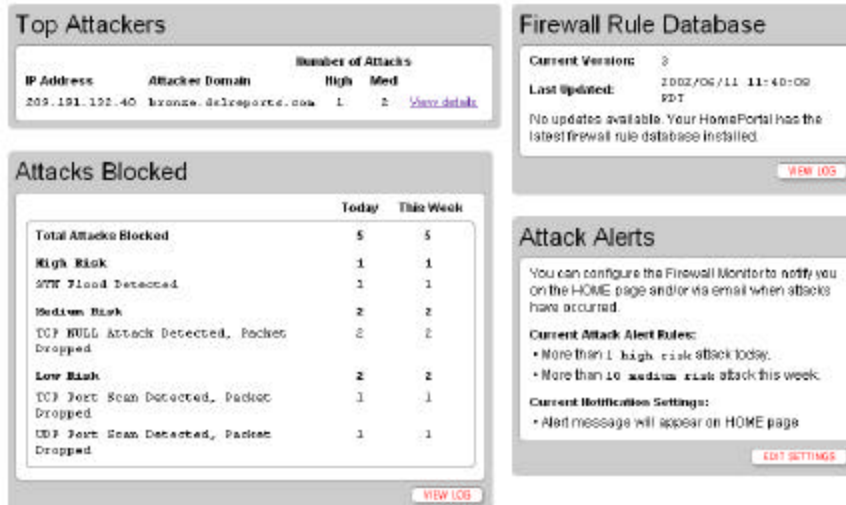 Top Attackers
Number of Attacks
IP Address Attacker Domain High Med
209.191.132.40 bronze.dslreports.com 1 2 View details
Attacks Blocked
Today This Week
Total Attacks Blocked 5 5
High Risk 1 1
SYN Flood Detected 1 1
Medium Risk 2 2
TCP NULL Attack Detected, Packet 2 2
Dropped
Low Risk 2 2
TCP Port Scan Detected, Packet 1 1
Dropped
UDP Port Scan Detected, Packet 1 1
Dropped
VIEW LOG
Firewall Rule Database
Current Version: 3
Last Updated: 2002/06/11 11:40:09
PDT
No updates available. Your HomePortal has the
latest firewall rule database installed.
VIEW LOG
Attack Alerts
You can configure the Firewall Monitor to notify you
on the HOME page and/or via email when attacks
have occurred.
Current Attack Alert Rules:
• More than 1 high risk attack today.
• More than 10 medium risk attack this week.
Current Notification Settings:
• Alert message will appear on HOME page
EDIT SETTINGS